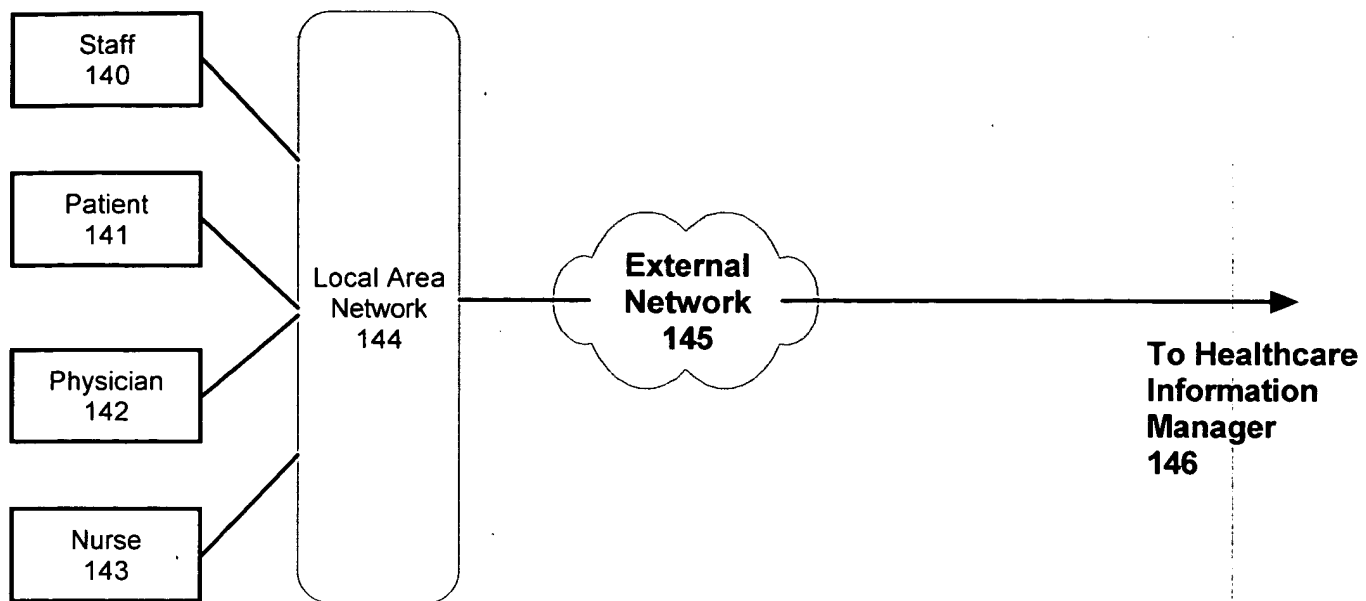 Staff
140
Patient
141
Physician
142
Nurse
143
Local Area
Network
144
External
Network
145
To Healthcare
Information
Manager
146